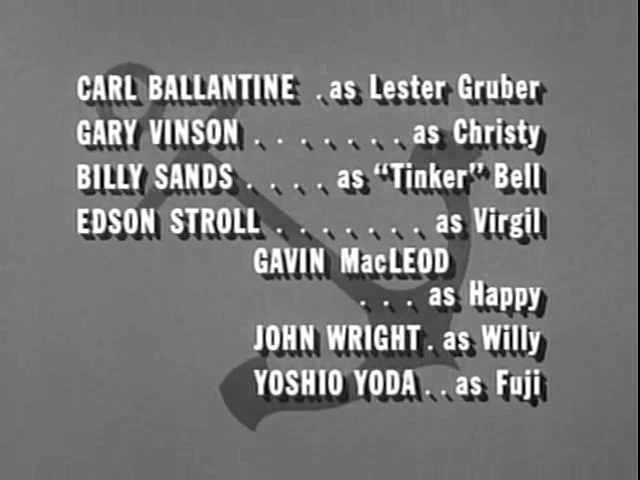 CARL BALLANTINE . as Lester Gruber
GARY VINSON . . . . . . . as Christy
BILLY SANDS . . . . as "Tinker" Bell
EDSON STROLL . . . . . . . as Virgil
GAVIN MacLEOD
. . . as Happy
JOHN WRIGHT . as Willy
YOSHIO YODA . . as Fuji